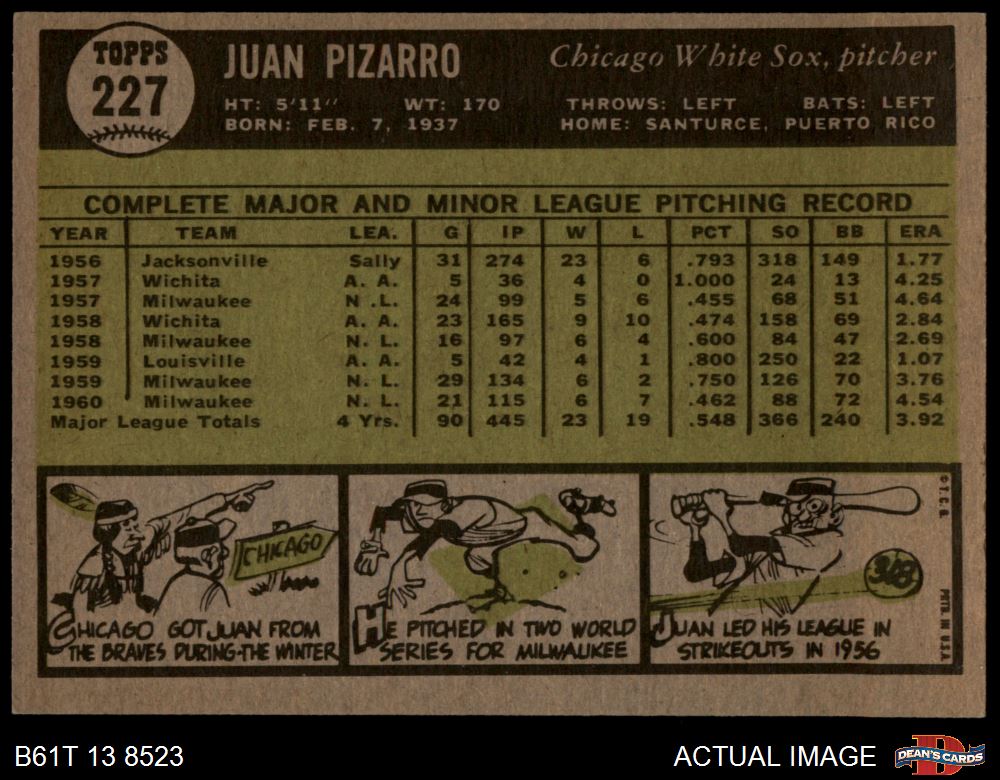 TOPPS
227
JUAN PIZARRO
Chicago White Sox, pitcher
HT: 5'11" WT: 170 THROWS: LEFT BATS: LEFT
BORN: FEB. 7, 1937 HOME: SANTURCE, PUERTO RICO
COMPLETE MAJOR AND MINOR LEAGUE PITCHING RECORD
YEAR TEAM LEA. G IP W L PCT SO BB ERA
1956 Jacksonville Sally 31 274 23 6 .793 318 149 1.77
1957 Wichita A. A. 5 36 4 0 1.000 24 13 4.25
1957 Milwaukee N .L. 24 99 5 6 .455 68 51 4.64
1958 Wichita A. A. 23 165 9 10 .474 158 69 2.84
1958 Milwaukee N. L. 16 97 6 4 .600 84 47 2.69
1959 Louisville A. A. 5 42 4 1 .800 250 22 1.07
1959 Milwaukee N. L. 29 134 6 2 .750 126 70 3.76
1960 Milwaukee N. L. 21 115 6 7 .462 88 72 4.54
Major League Totals 4 Yrs. 90 445 23 19 .548 366 240 3.92
CHICAGO
CHICAGO GOT JUAN FROM
THE BRAVES DURING-THE WINTER
HE PITCHED IN TWO WORLD
SERIES FOR MILWAUKEE
318
JUAN LED HIS LEAGUE IN
STRIKEOUTS IN 1956
© T. C. G.
PRTD. IN U.S.A.
B61T 13 8523
ACTUAL IMAGE
DEAN'S CARDS